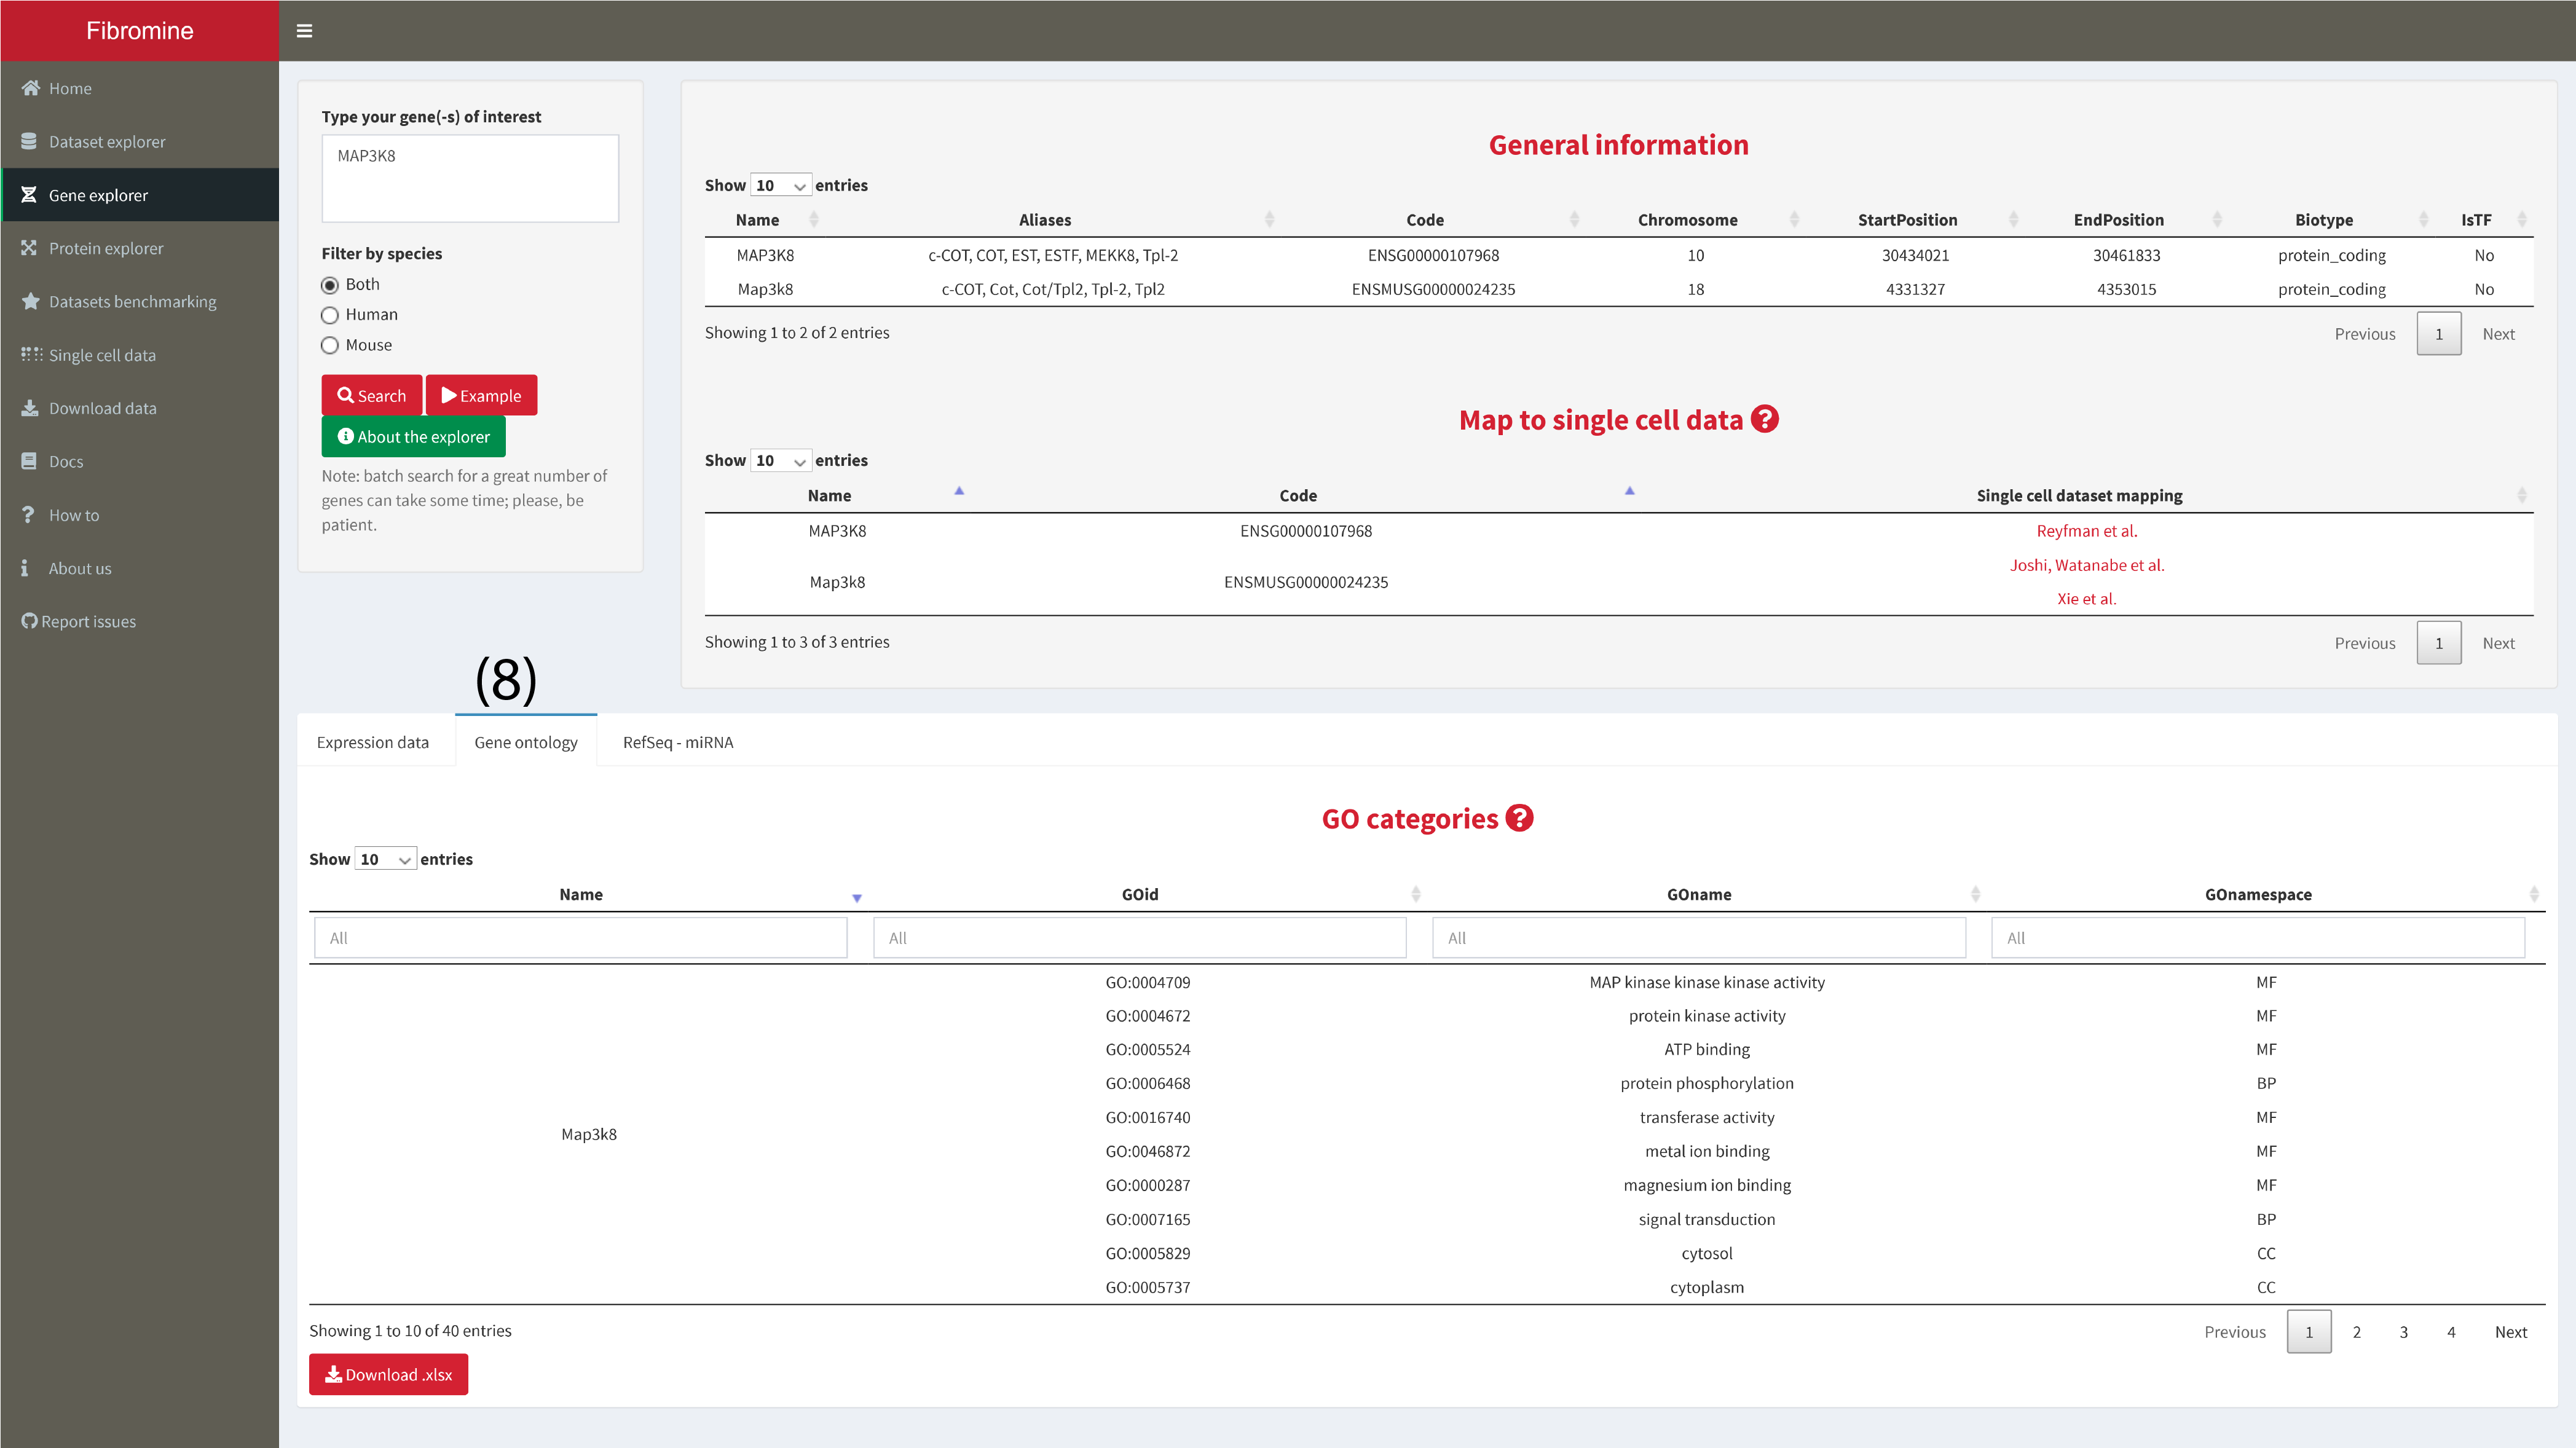 Fibromine
Home
Dataset explorer
Gene explorer
Protein explorer
Datasets benchmarking
Single cell data
Download data
Docs
How to
About us
Report issues
Type your gene(-s) of interest
MAP3K8
Filter by species
Both
Human
Mouse
Search Example
About the explorer
Note: batch search for a great number of
genes can take some time; please, be
patient.
General information
Show 10 entries
Name Aliases Code Chromosome StartPosition EndPosition Biotype IsTF
MAP3K8 c-COT, COT, EST, ESTF, MEKK8, Tpl-2 ENSG00000107968 10 30434021 30461833 protein_coding No
Map3k8 c-COT, Cot, Cot/Tpl2, Tpl-2, Tpl2 ENSMUSG00000024235 18 4331327 4353015 protein_coding No
Showing 1 to 2 of 2 entries Previous 1 Next
Map to single cell data ?
Show 10 entries
Name Code Single cell dataset mapping
MAP3K8 ENSG00000107968 Reyfman et al.
Joshi, Watanabe et al.
Map3k8 ENSMUSG00000024235
Xie et al.
Showing 1 to 3 of 3 entries Previous 1 Next
(8)
Expression data Gene ontology RefSeq - miRNA
GO categories ?
Show 10 entries
Name GOid GOname GOnamespace
All All All All
GO:0004709 MAP kinase kinase kinase activity MF
GO:0004672 protein kinase activity MF
GO:0005524 ATP binding MF
GO:0006468 protein phosphorylation BP
GO:0016740 transferase activity MF
Map3k8
GO:0046872 metal ion binding MF
GO:0000287 magnesium ion binding MF
GO:0007165 signal transduction BP
GO:0005829 cytosol CC
GO:0005737 cytoplasm CC
Showing 1 to 10 of 40 entries Previous 1 2 3 4 Next
Download .xlsx